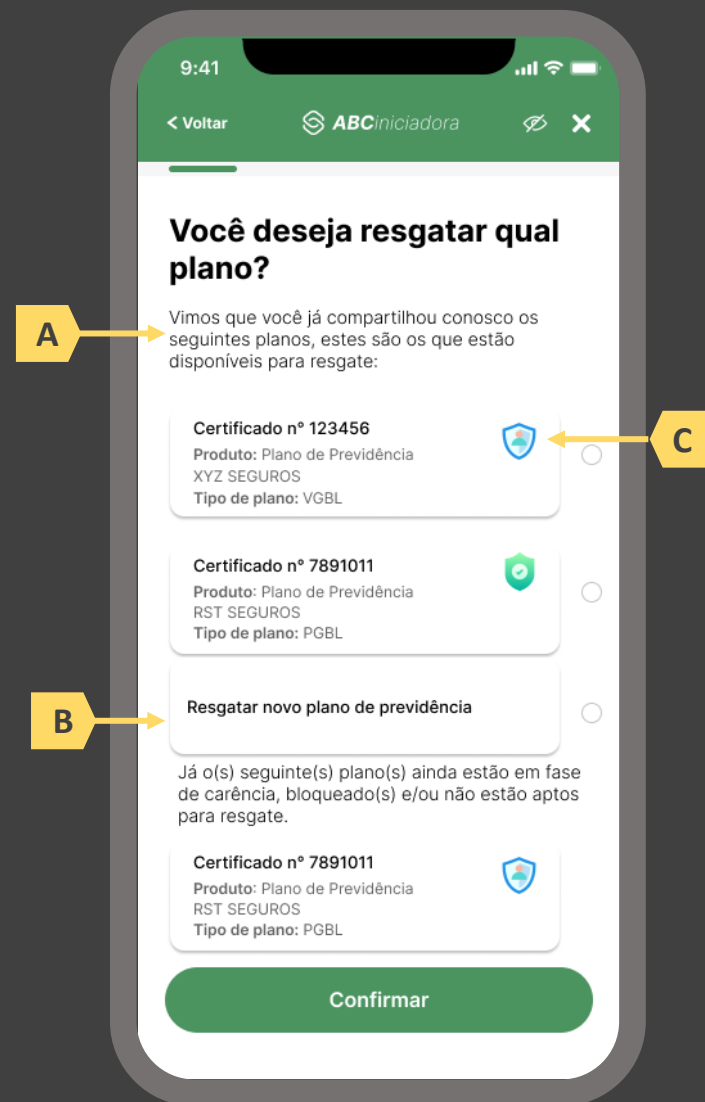 9:41
< Voltar
ABCiniciadora
Você deseja resgatar qual
plano?
A
Vimos que você já compartilhou conosco os
seguintes planos, estes são os que estão
disponíveis para resgate:
Certificado nº 123456
C
Produto: Plano de Previdência
XYZ SEGUROS
Tipo de plano: VGBL
Certificado nº 7891011
Produto: Plano de Previdência
RST SEGUROS
Tipo de plano: PGBL
B
Resgatar novo plano de previdência
Já o(s) seguinte(s) plano(s) ainda estão em fase
de carência, bloqueado(s) e/ou não estão aptos
para resgate.
Certificado nº 7891011
Produto: Plano de Previdência
RST SEGUROS
Tipo de plano: PGBL
Confirmar